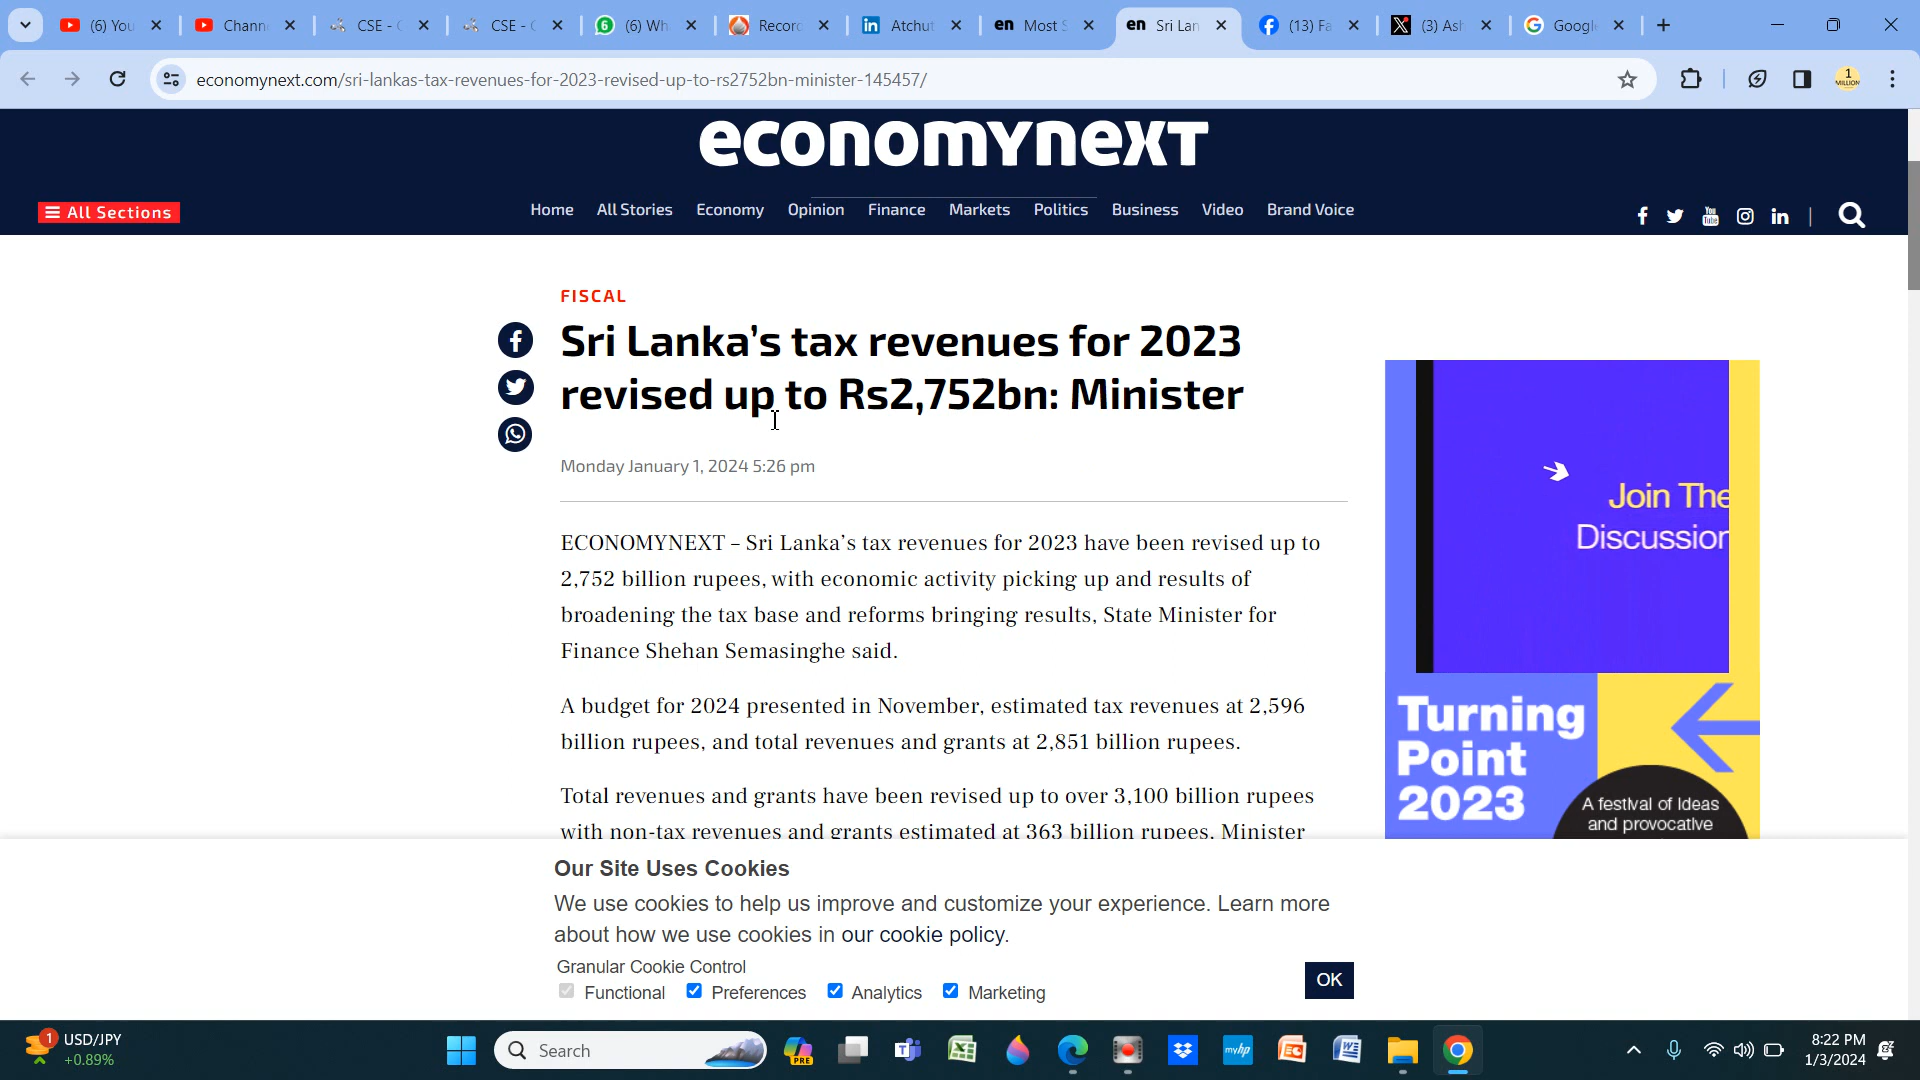 (6) You
Chann
CSE - C
CSE - C
(6) Wh
Recor
Atchut
Most S
Sri Lan
(13) Fa
(3) Ash
Google
economynext.com/sri-lankas-tax-revenues-for-2023-revised-up-to-rs2752bn-minister-145457/
economynext
All Sections
Home All Stories Economy Opinion Finance Markets Politics Business Video Brand Voice
FISCAL
Sri Lanka’s tax revenues for 2023
revised up to Rs2,752bn: Minister
Monday January 1, 2024 5:26 pm
ECONOMYNEXT – Sri Lanka’s tax revenues for 2023 have been revised up to
2,752 billion rupees, with economic activity picking up and results of
broadening the tax base and reforms bringing results, State Minister for
Finance Shehan Semasinghe said.
A budget for 2024 presented in November, estimated tax revenues at 2,596
billion rupees, and total revenues and grants at 2,851 billion rupees.
Total revenues and grants have been revised up to over 3,100 billion rupees
with non-tax revenues and grants estimated at 363 billion rupees. Minister
Join The
Discussion
Turning
Point
2023
A festival of Ideas
and provocative
Our Site Uses Cookies
We use cookies to help us improve and customize your experience. Learn more
about how we use cookies in our cookie policy.
Granular Cookie Control
Functional Preferences Analytics Marketing
OK
1
USD/JPY
+0.89%
Search
PRE
myhp
8:22 PM
1/3/2024